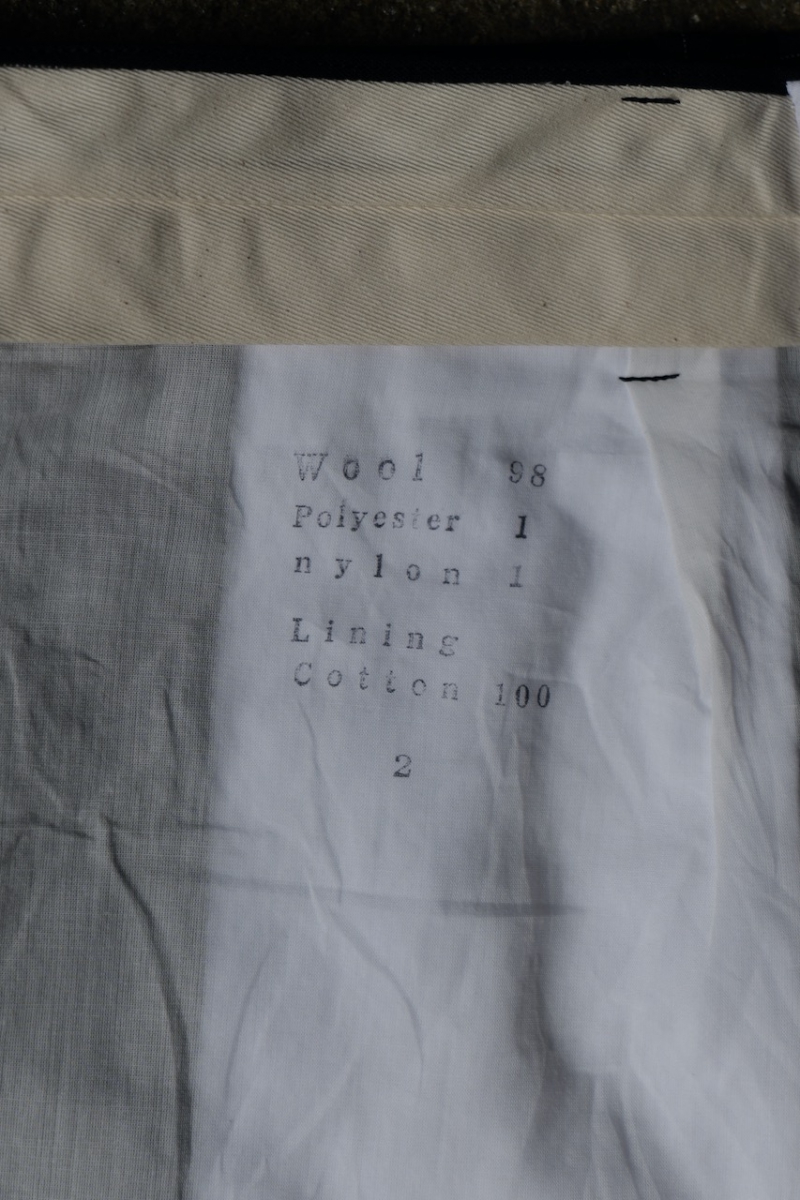 Wool 98
Polyester 1
nylon 1
Lining
Cotton 100
2